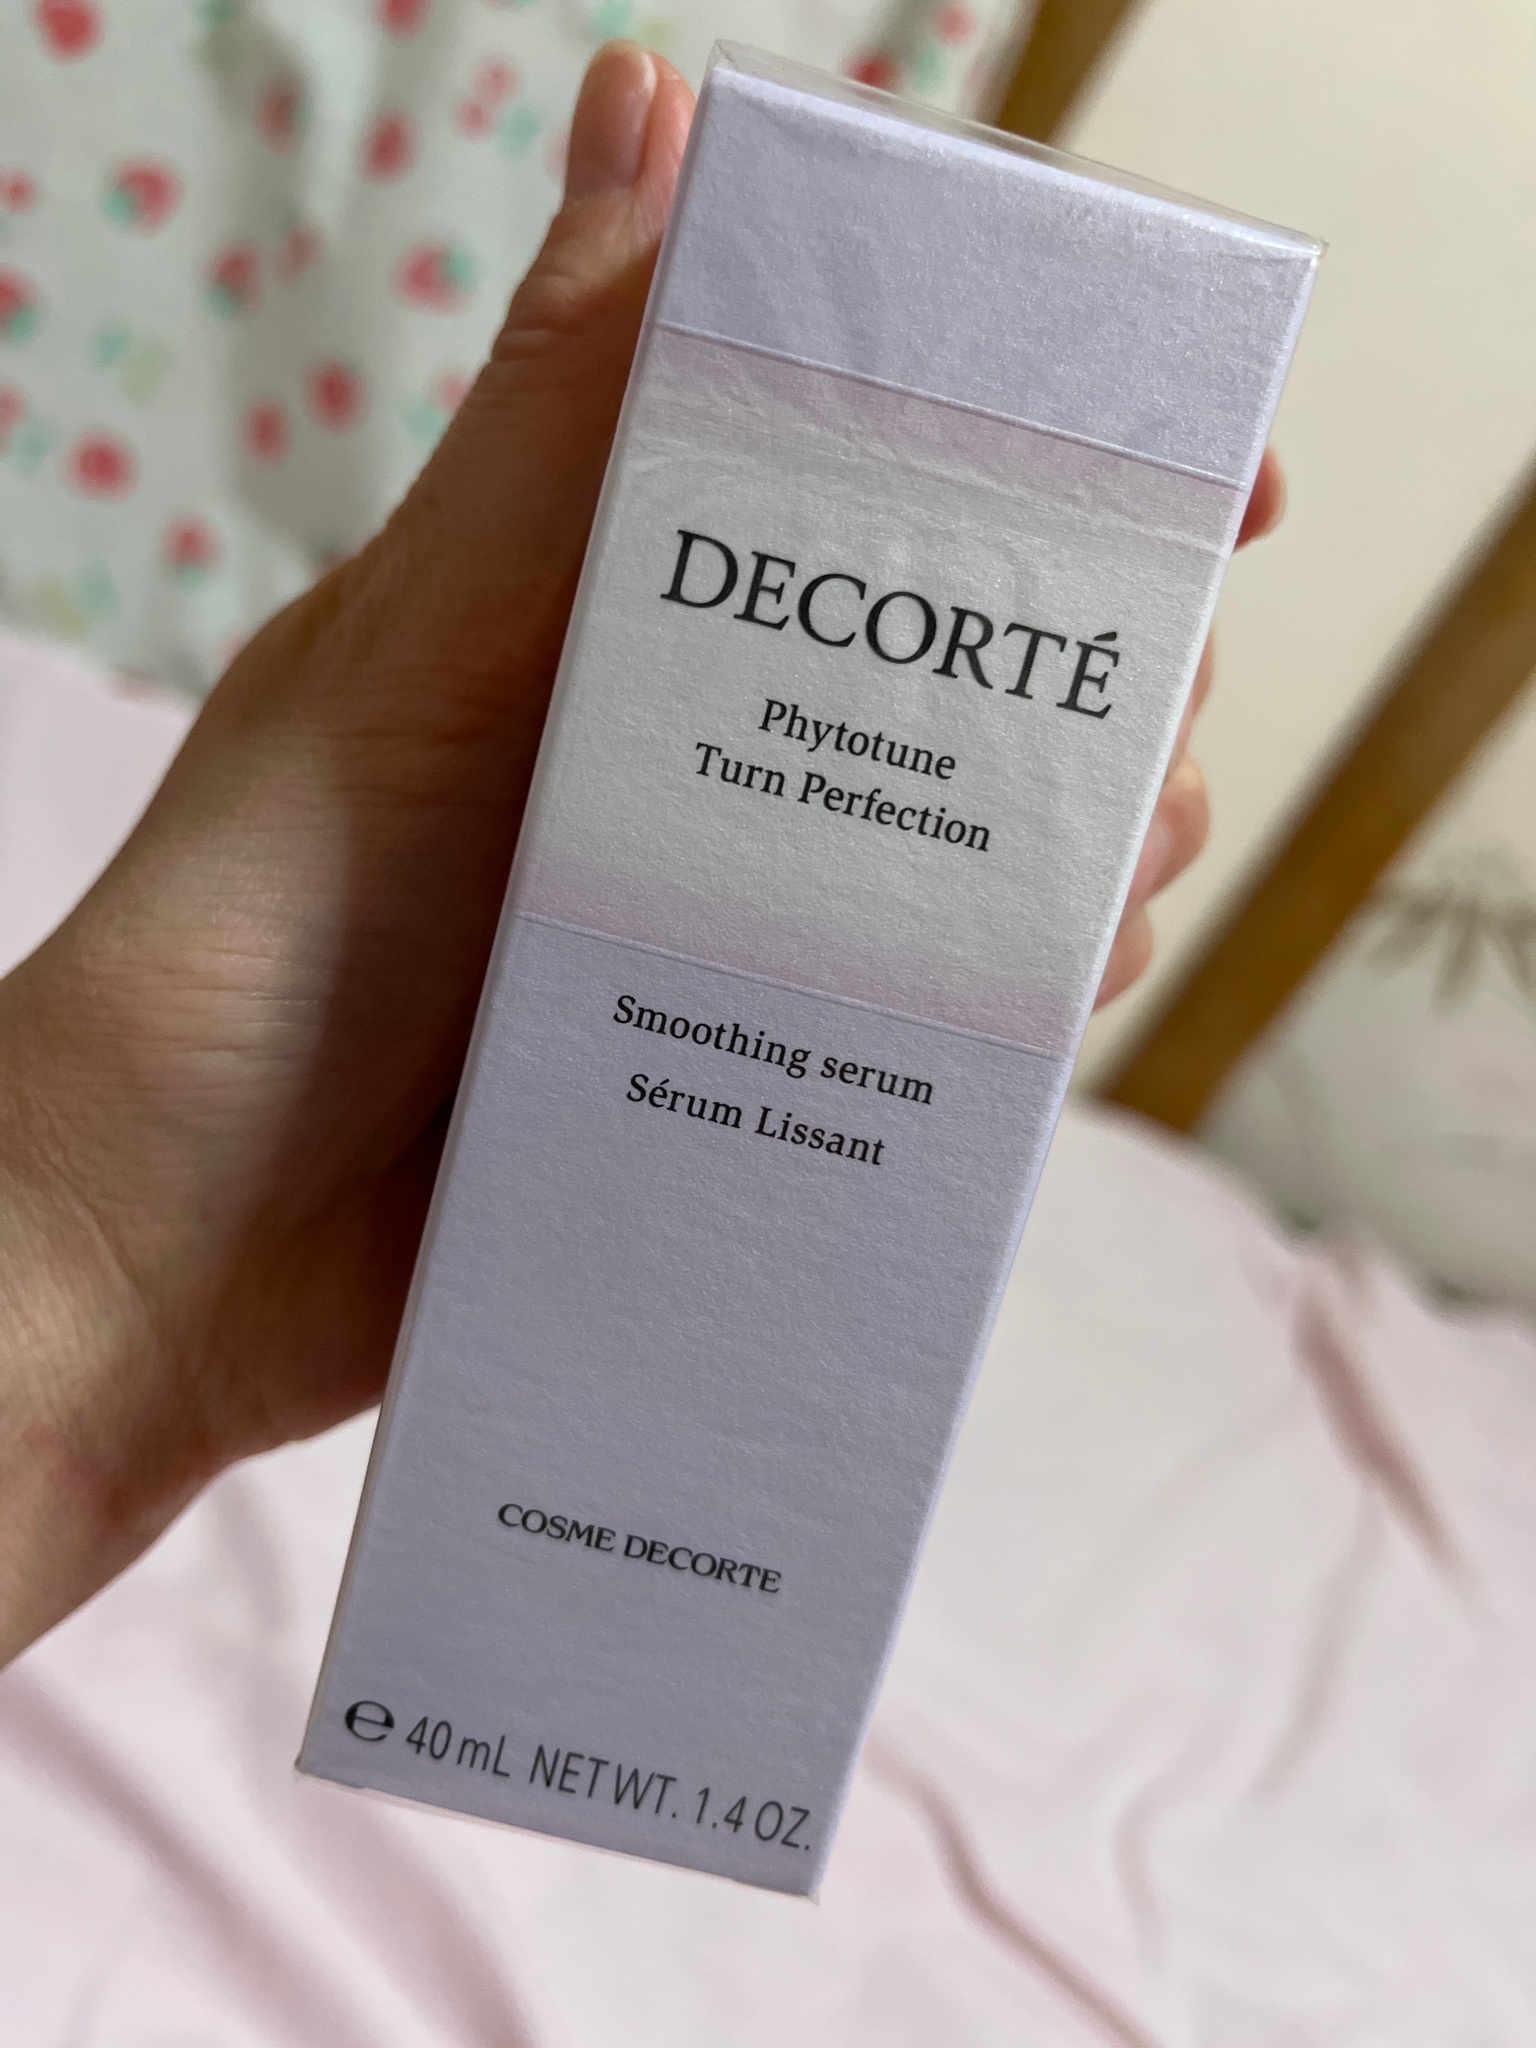 DECORTÉ
Phytotune
Turn Perfection
Smoothing serum
Sérum Lissant
COSME DECORTE
℮ 40 mL NET WT. 1.4 OZ.